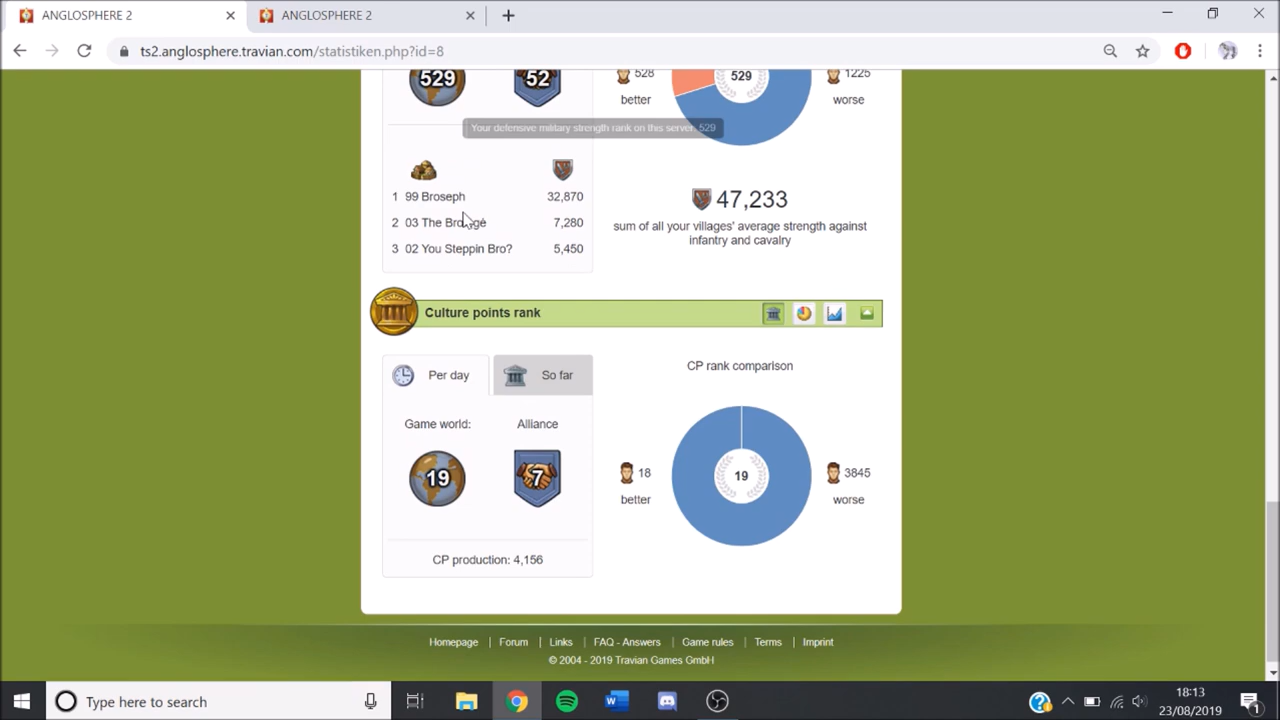 ANGLOSPHERE 2
ANGLOSPHERE 2
ts2.anglosphere.travian.com/statistiken.php?id=8
529
52
528
better
529
1225
worse
Your defensive military strength rank on this server: 529
1 99 Broseph 32,870
2 03 The Brosgé 7,280
3 02 You Steppin Bro? 5,450
47,233
sum of all your villages' average strength against
infantry and cavalry
Culture points rank
Per day
So far
Game world:
Alliance
19
7
CP production: 4,156
CP rank comparison
18
better
19
3845
worse
Homepage
Forum
Links
FAQ - Answers
Game rules
Terms
Imprint
© 2004 - 2019 Travian Games GmbH
Type here to search
18:13
23/08/2019
1